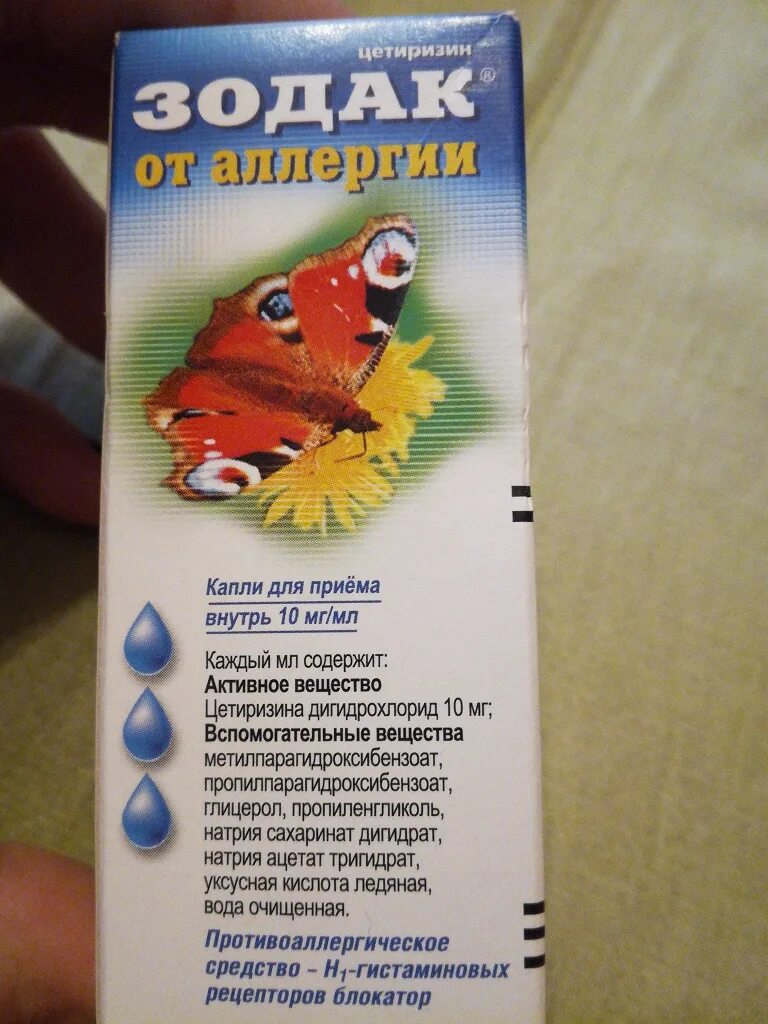 цетиризин
ЗОДАК®
от аллергии
Капли для приёма
внутрь 10 мг/мл
Каждый мл содержит:
Активное вещество
Цетиризина дигидрохлорид 10 мг;
Вспомогательные вещества
метилпарагидроксибензоат,
пропилпарагидроксибензоат,
глицерол, пропиленгликоль,
натрия сахаринат дигидрат,
натрия ацетат тригидрат,
уксусная кислота ледяная,
вода очищенная.
Противоаллергическое
средство – H₁-гистаминовых
рецепторов блокатор